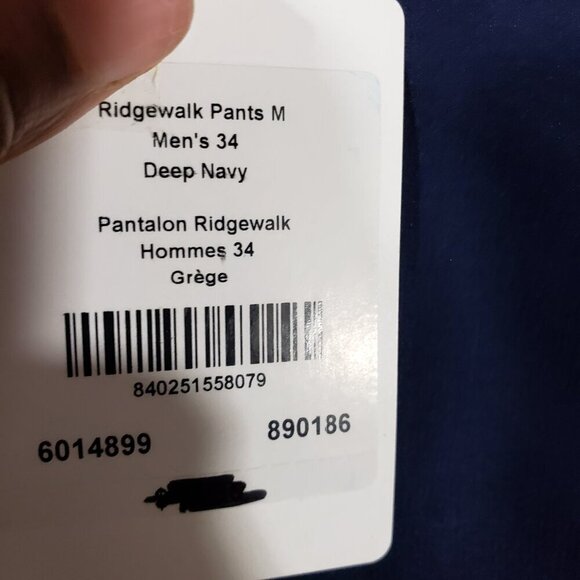 Ridgewalk Pants M
Men's 34
Deep Navy
Pantalon Ridgewalk
Hommes 34
Grège
840251558079
6014899 890186